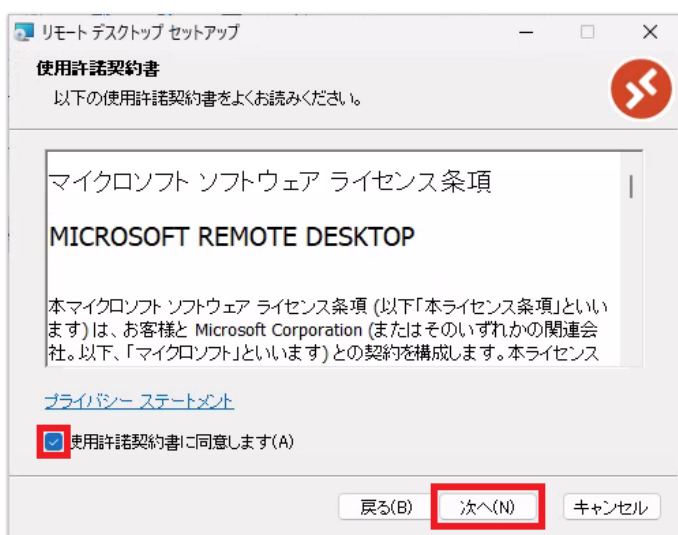 リモート デスクトップ セットアップ
使用許諾契約書
以下の使用許諾契約書をよくお読みください。
マイクロソフト ソフトウェア ライセンス条項
MICROSOFT REMOTE DESKTOP
本マイクロソフト ソフトウェア ライセンス条項 (以下「本ライセンス条項」といい
ます) は、お客様と Microsoft Corporation (またはそのいずれかの関連会
社。以下、「マイクロソフト」といいます) との契約を構成します。本ライセンス
プライバシー ステートメント
使用許諾契約書に同意します(A)
戻る(B) 次へ(N) キャンセル